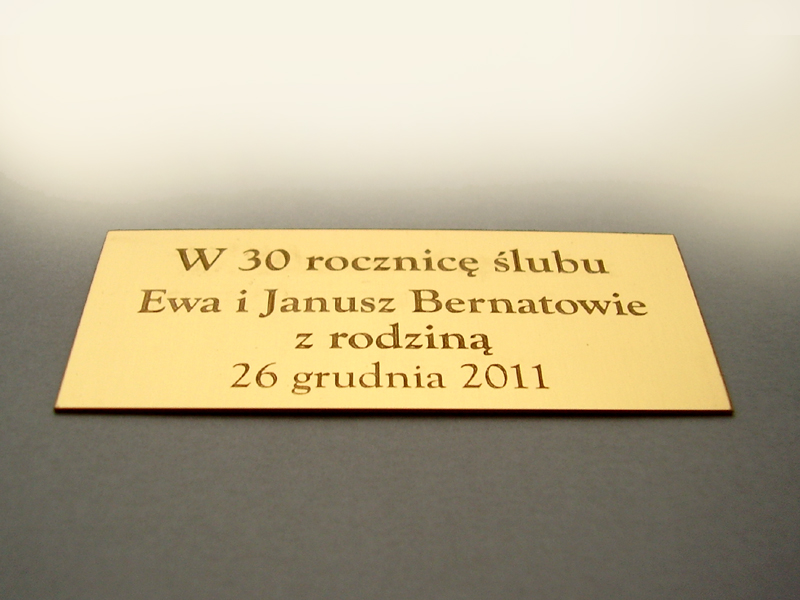 W 30 rocznicę ślubu
Ewa i Janusz Bernatowie
z rodziną
26 grudnia 2011